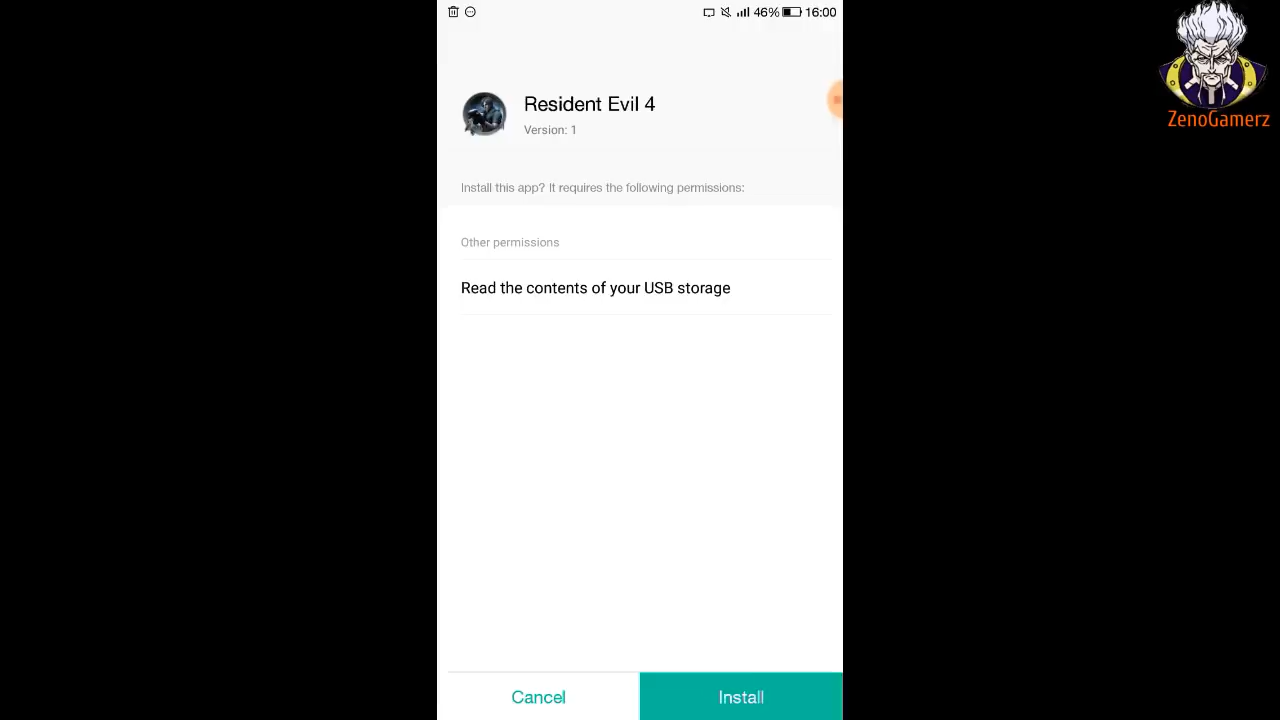 46% 16:00
Resident Evil 4
Version: 1
Install this app? It requires the following permissions:
Other permissions
Read the contents of your USB storage
Cancel
Install
ZenoGamerz